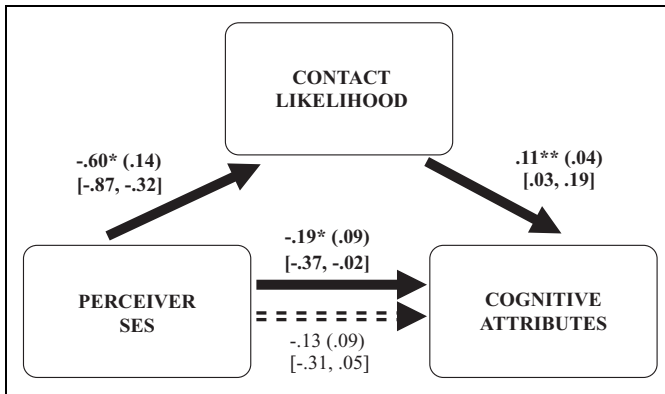 CONTACT
LIKELIHOOD
-.60* (.14)
[-.87, -.32]
.11** (.04)
[.03, .19]
-.19* (.09)
[-.37, -.02]
PERCEIVER
SES
COGNITIVE
ATTRIBUTES
-.13 (.09)
[-.31, .05]